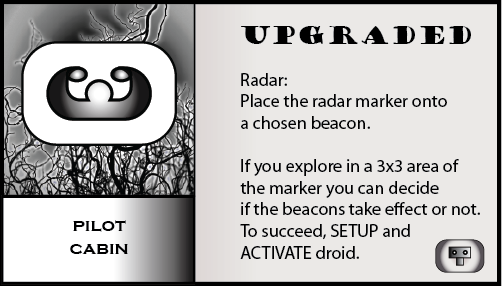 UPGRADED
Radar:
Place the radar marker onto
a chosen beacon.
If you explore in a 3x3 area of
the marker you can decide
if the beacons take effect or not.
To succeed, SETUP and
ACTIVATE droid.
PILOT
CABIN